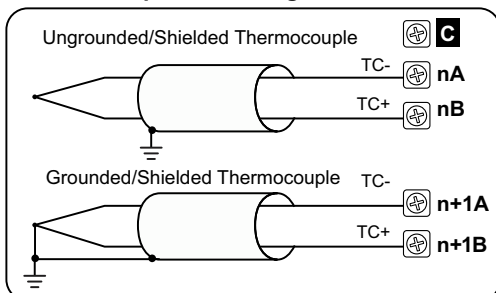 Ungrounded/Shielded Thermocouple
C
TC-
nA
TC+
nB
Grounded/Shielded Thermocouple
TC-
n+1A
TC+
n+1B